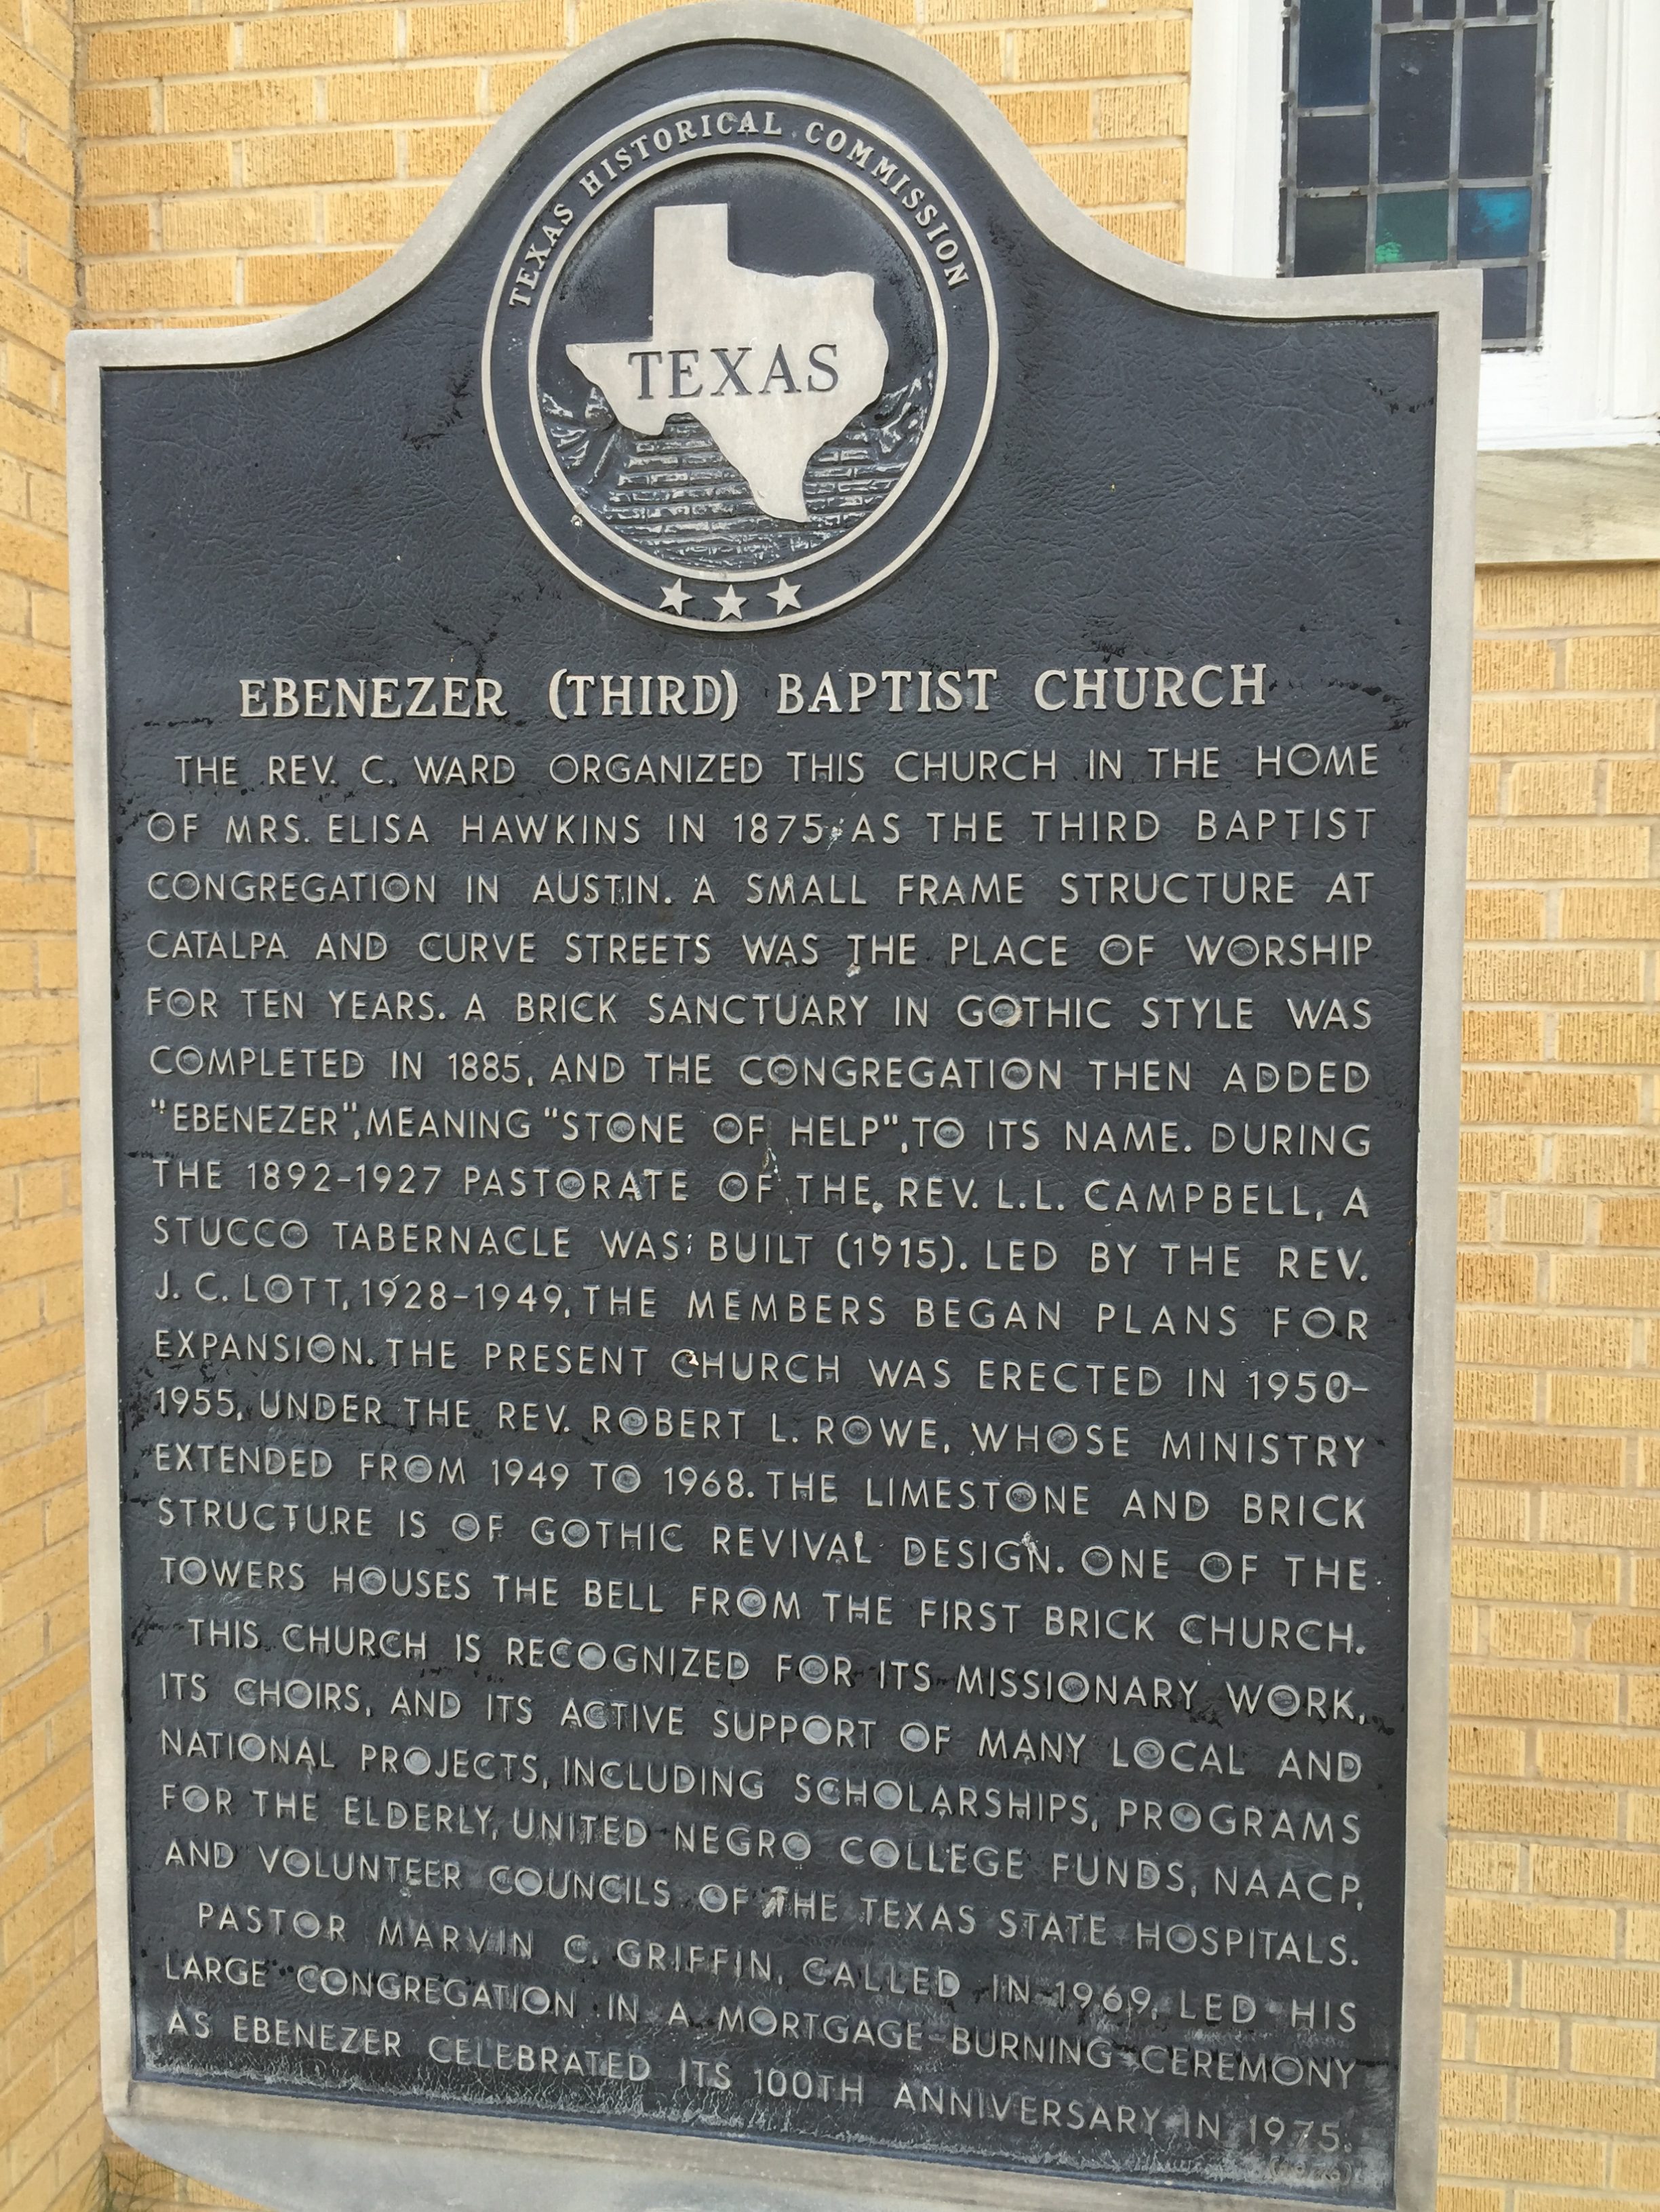 TEXAS HISTORICAL COMMISSION
TEXAS
EBENEZER (THIRD) BAPTIST CHURCH
THE REV. C. WARD ORGANIZED THIS CHURCH IN THE HOME
OF MRS. ELISA HAWKINS IN 1875, AS THE THIRD BAPTIST
CONGREGATION IN AUSTIN. A SMALL FRAME STRUCTURE AT
CATALPA AND CURVE STREETS WAS THE PLACE OF WORSHIP
FOR TEN YEARS. A BRICK SANCTUARY IN GOTHIC STYLE WAS
COMPLETED IN 1885, AND THE CONGREGATION THEN ADDED
"EBENEZER", MEANING "STONE OF HELP", TO ITS NAME. DURING
THE 1892-1927 PASTORATE OF THE REV. L.L. CAMPBELL, A
STUCCO TABERNACLE WAS BUILT (1915). LED BY THE REV.
J. C. LOTT, 1928-1949, THE MEMBERS BEGAN PLANS FOR
EXPANSION. THE PRESENT CHURCH WAS ERECTED IN 1950-
1955, UNDER THE REV. ROBERT L. ROWE, WHOSE MINISTRY
EXTENDED FROM 1949 TO 1968. THE LIMESTONE AND BRICK
STRUCTURE IS OF GOTHIC REVIVAL DESIGN. ONE OF THE
TOWERS HOUSES THE BELL FROM THE FIRST BRICK CHURCH.
THIS CHURCH IS RECOGNIZED FOR ITS MISSIONARY WORK,
ITS CHOIRS, AND ITS ACTIVE SUPPORT OF MANY LOCAL AND
NATIONAL PROJECTS, INCLUDING SCHOLARSHIPS, PROGRAMS
FOR THE ELDERLY, UNITED NEGRO COLLEGE FUNDS, NAACP,
AND VOLUNTEER COUNCILS OF THE TEXAS STATE HOSPITALS.
PASTOR MARVIN C. GRIFFIN, CALLED IN 1969, LED HIS
LARGE CONGREGATION IN A MORTGAGE-BURNING CEREMONY
AS EBENEZER CELEBRATED ITS 100TH ANNIVERSARY IN 1975.